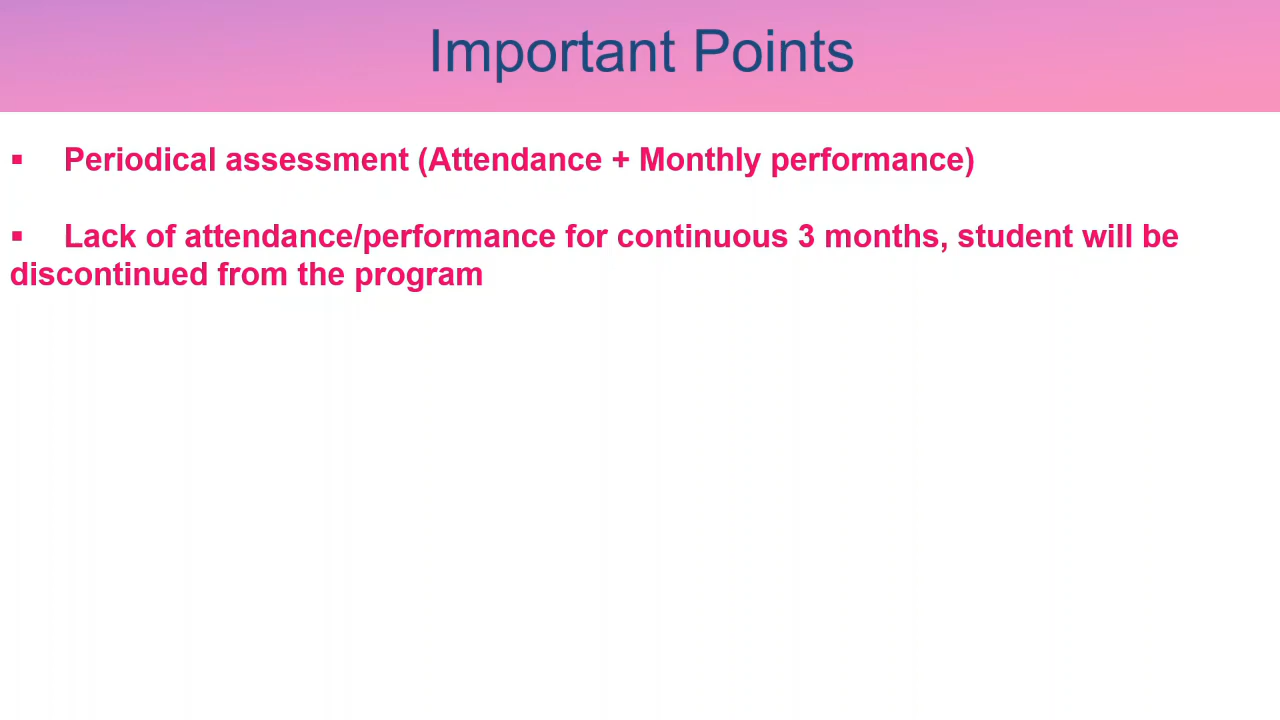 Important Points
▪ Periodical assessment (Attendance + Monthly performance)
▪ Lack of attendance/performance for continuous 3 months, student will be
discontinued from the program